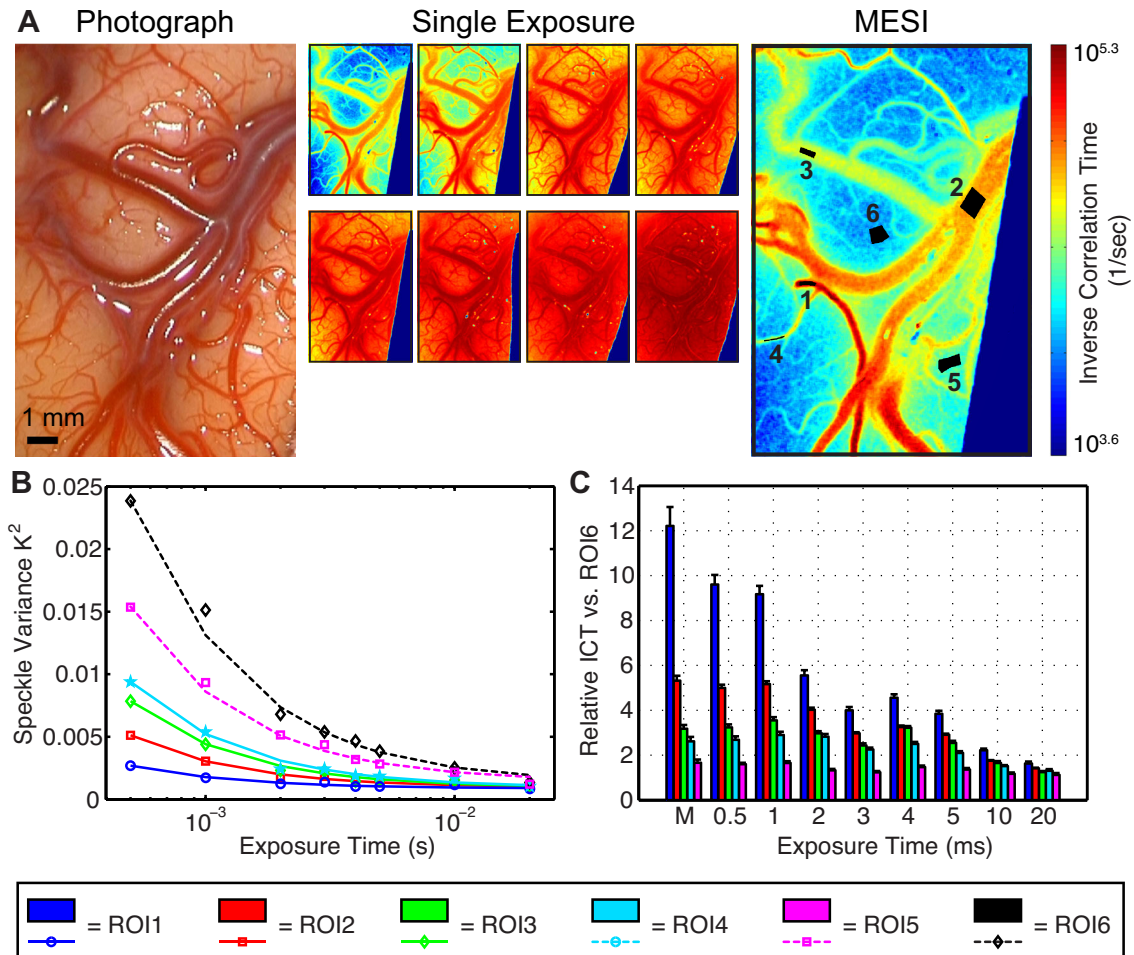 A Photograph Single Exposure MESI
1 mm
3
2
6
1
4
5
10^5.3
Inverse Correlation Time
(1/sec)
10^3.6
B
0.025
0.02
0.015
0.01
0.005
0
Speckle Variance K²
10⁻³ 10⁻²
Exposure Time (s)
C
14
12
10
8
6
4
2
0
Relative ICT vs. ROI6
M 0.5 1 2 3 4 5 10 20
Exposure Time (ms)
= ROI1 = ROI2 = ROI3 = ROI4 = ROI5 = ROI6